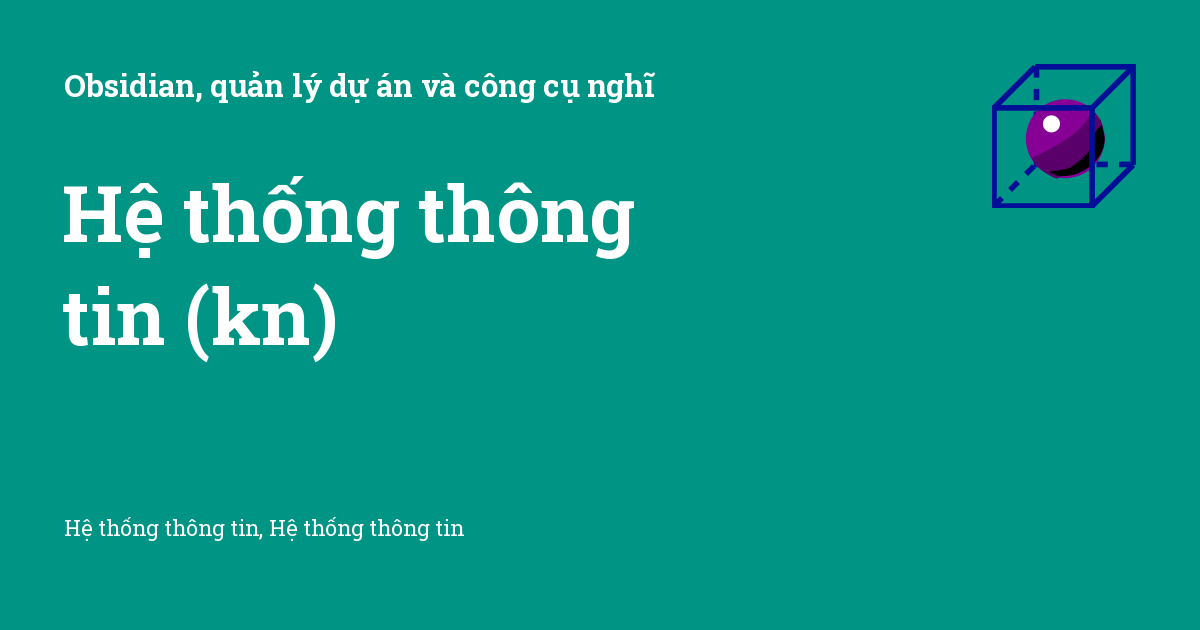 Obsidian, quản lý dự án và công cụ nghĩ
Hệ thống thông
tin (kn)
Hệ thống thông tin, Hệ thống thông tin